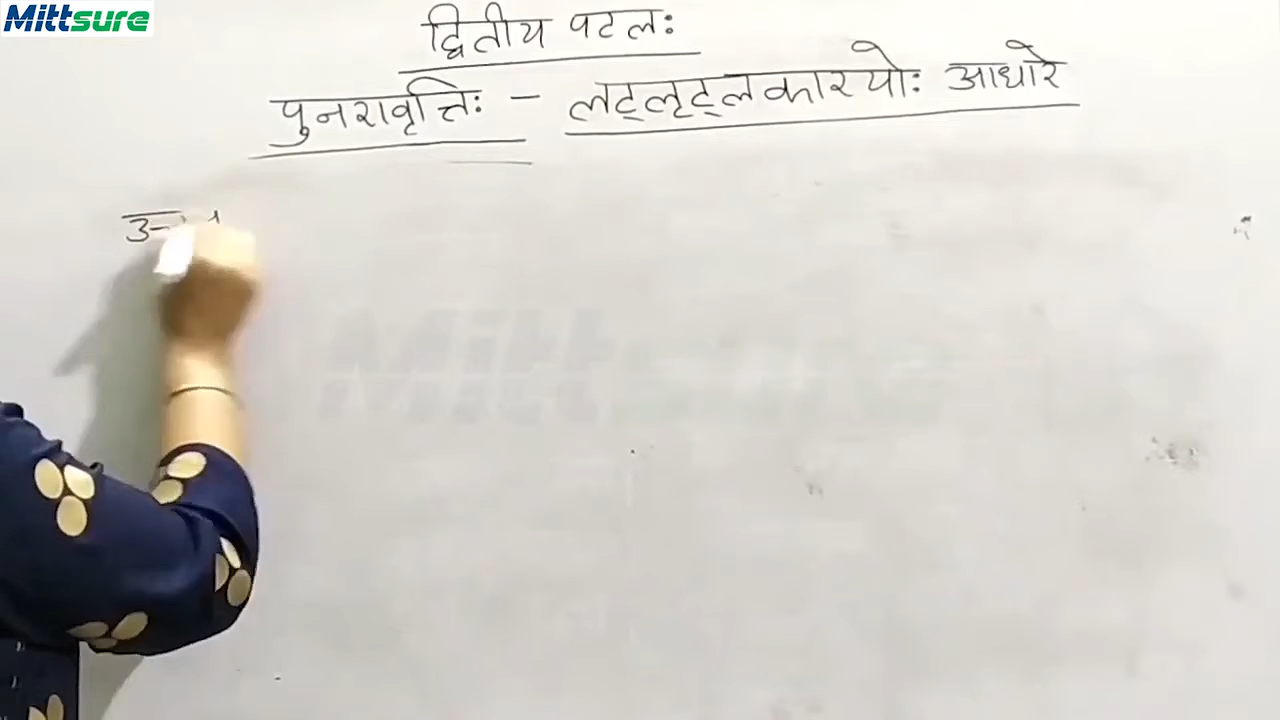 Mittsure
द्वितीय पटलः
पुनरावृत्तिः - लट्लृट्लकारयोः आधारे